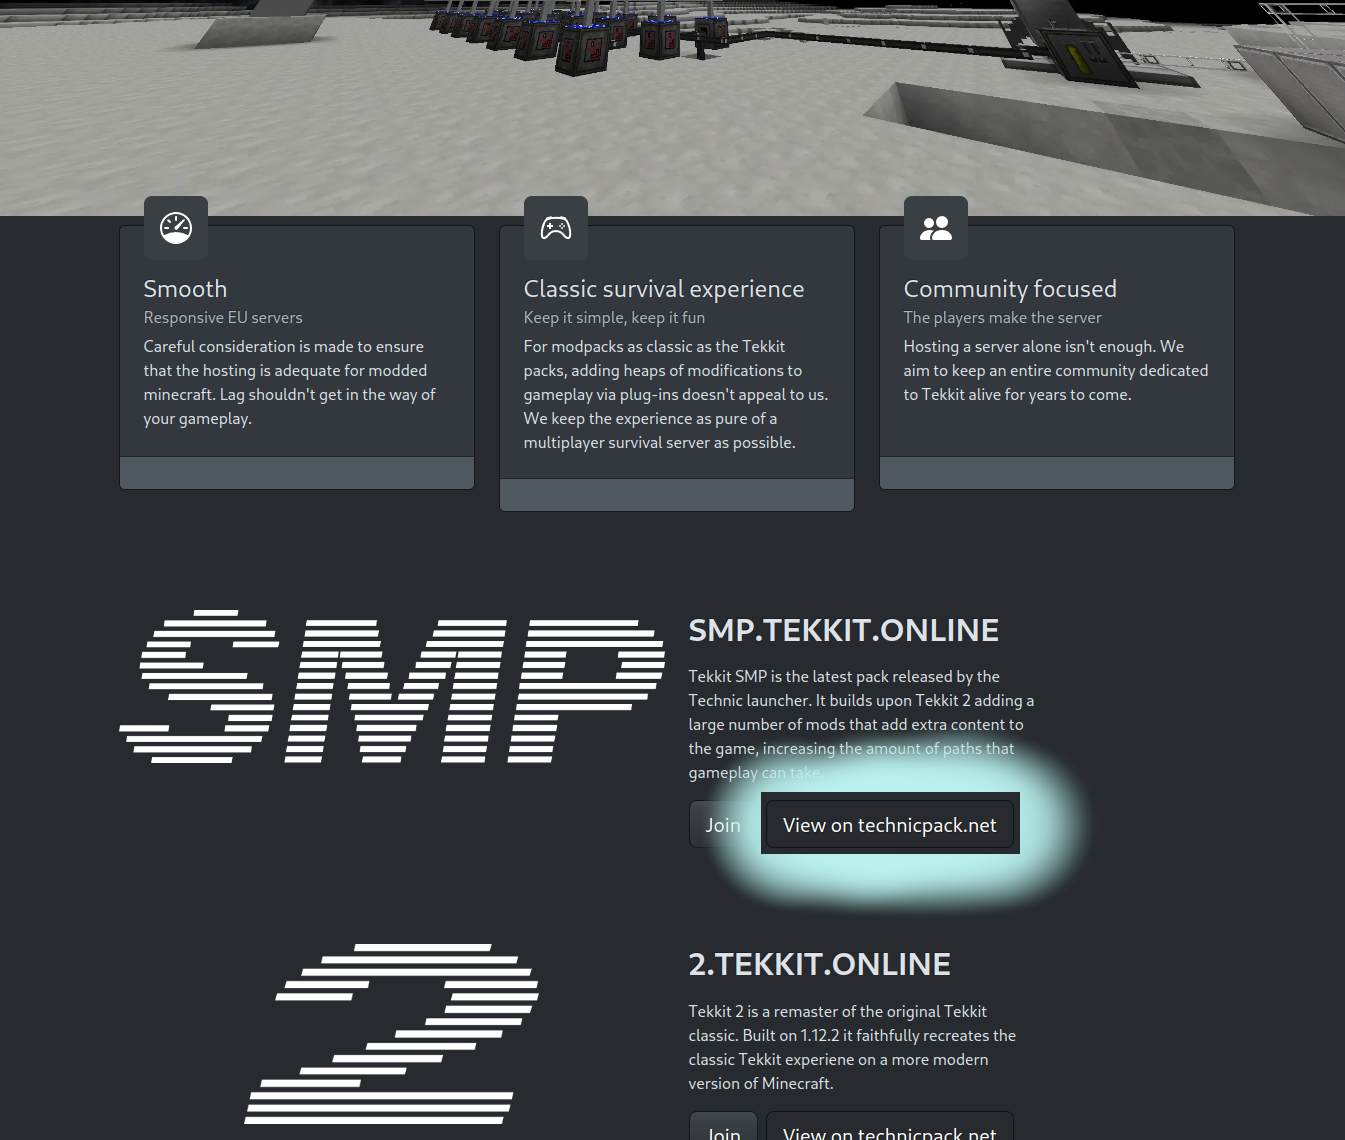 Smooth
Responsive EU servers
Careful consideration is made to ensure
that the hosting is adequate for modded
minecraft. Lag shouldn't get in the way of
your gameplay.
Classic survival experience
Keep it simple, keep it fun
For modpacks as classic as the Tekkit
packs, adding heaps of modifications to
gameplay via plug-ins doesn't appeal to us.
We keep the experience as pure of a
multiplayer survival server as possible.
Community focused
The players make the server
Hosting a server alone isn't enough. We
aim to keep an entire community dedicated
to Tekkit alive for years to come.
SMP
SMP.TEKKIT.ONLINE
Tekkit SMP is the latest pack released by the
Technic launcher. It builds upon Tekkit 2 adding a
large number of mods that add extra content to
the game, increasing the amount of paths that
gameplay can take.
Join View on technicpack.net
2
2.TEKKIT.ONLINE
Tekkit 2 is a remaster of the original Tekkit
classic. Built on 1.12.2 it faithfully recreates the
classic Tekkit experiene on a more modern
version of Minecraft.
Join View on technicpack.net